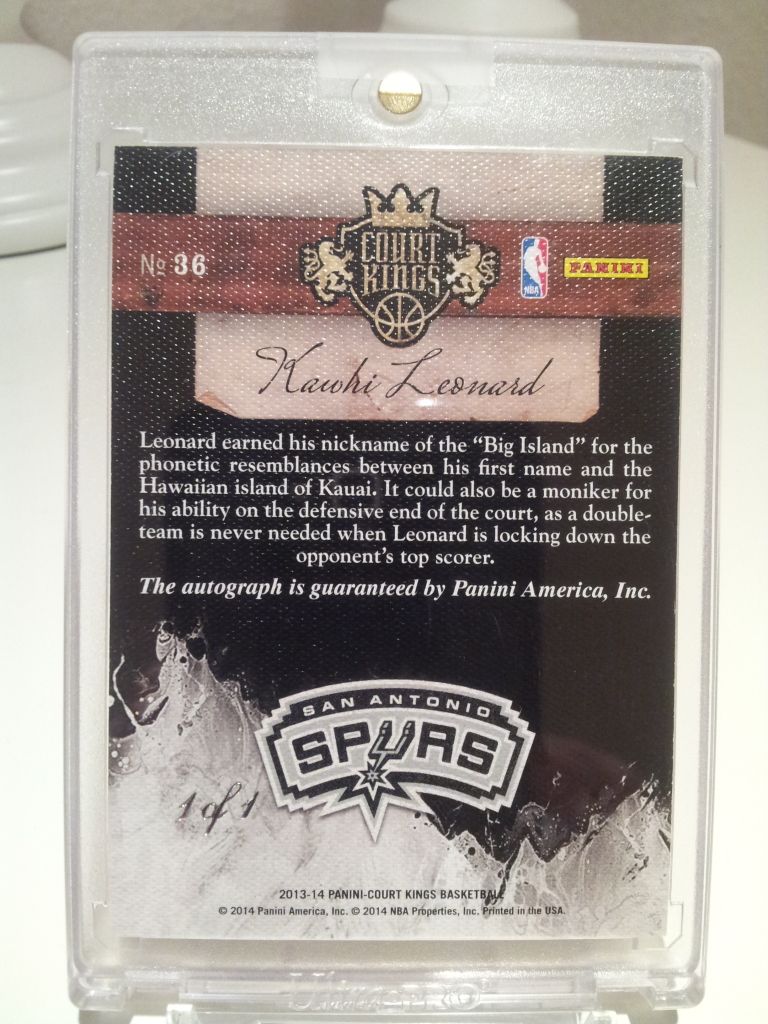 COURT
KINGS
No 36
NBA
PANINI
Kawhi Leonard
Leonard earned his nickname of the “Big Island” for the
phonetic resemblances between his first name and the
Hawaiian island of Kauai. It could also be a moniker for
his ability on the defensive end of the court, as a double-
team is never needed when Leonard is locking down the
opponent’s top scorer.
The autograph is guaranteed by Panini America, Inc.
SAN ANTONIO
SPURS
1 of 1
2013-14 PANINI-COURT KINGS BASKETBALL
© 2014 Panini America, Inc. © 2014 NBA Properties, Inc. Printed in the USA.